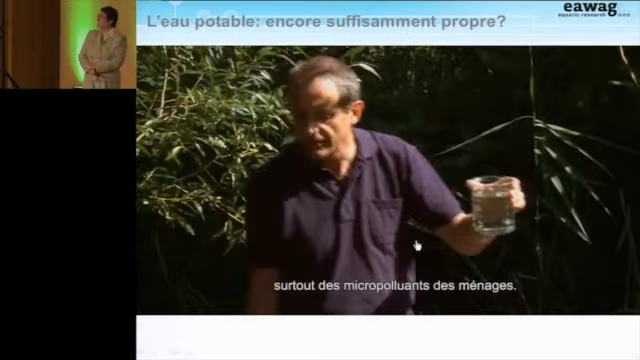 L'eau potable: encore suffisamment propre?
eawag
aquatic research
surtout des micropolluants des ménages.